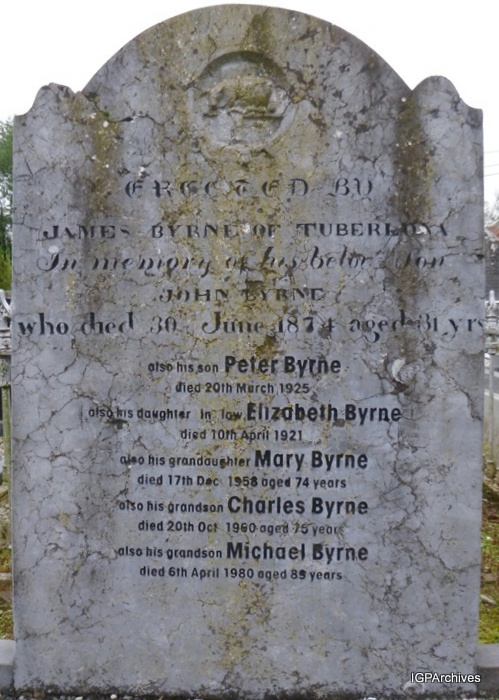 ERECTED BY
JAMES BYRNE OF
In memory of his belov Son
JOHN BYRNE
who died 30 June 1874 aged 31 yrs
also his son Peter Byrne
died 20th March 1925
also his daughter in law Elizabeth Byrne
died 10th April 1921
also his grandaughter Mary Byrne
died 17th Dec 1958 aged 74 years
also his grandson Charles Byrne
died 20th Oct 1960 aged 75 years
also his grandson Michael Byrne
died 6th April 1980 aged 89 years
IGPArchives